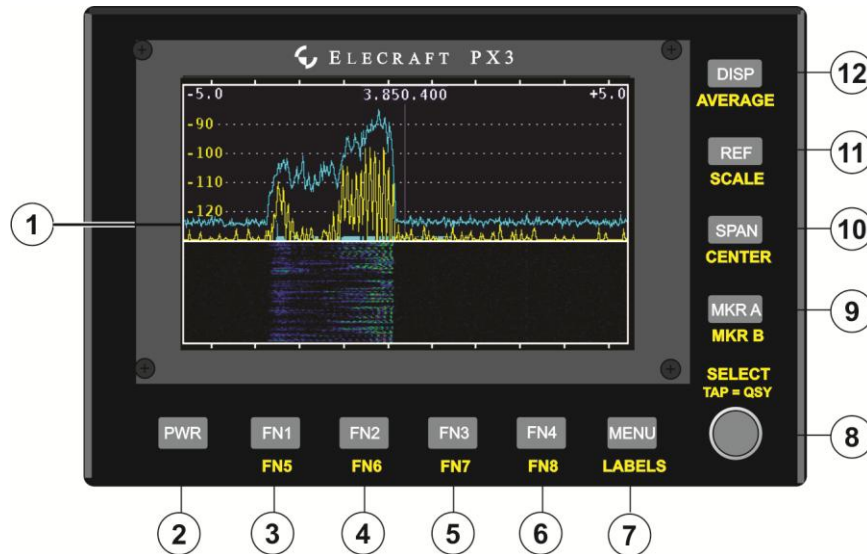 ELECRAFT PX3
-5.0 3.850.400 +5.0
-90
-100
-110
-120
DISP
AVERAGE
REF
SCALE
SPAN
CENTER
MKR A
MKR B
SELECT
TAP = QSY
PWR FN1 FN2 FN3 FN4 MENU
FN5 FN6 FN7 FN8 LABELS
12
11
1
10
9
8
2 3 4 5 6 7